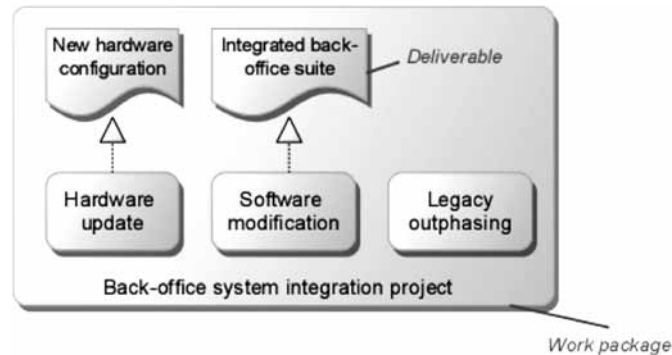 New hardware
configuration
Integrated back-
office suite
Deliverable
Hardware
update
Software
modification
Legacy
outphasing
Back-office system integration project
Work package